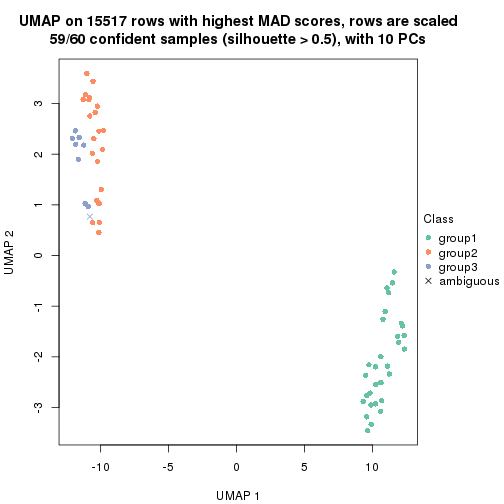 UMAP on 15517 rows with highest MAD scores, rows are scaled
59/60 confident samples (silhouette > 0.5), with 10 PCs
3
2
1
0
-1
-2
-3
UMAP 2
-10
-5
0
5
10
UMAP 1
Class
group1
group2
group3
ambiguous